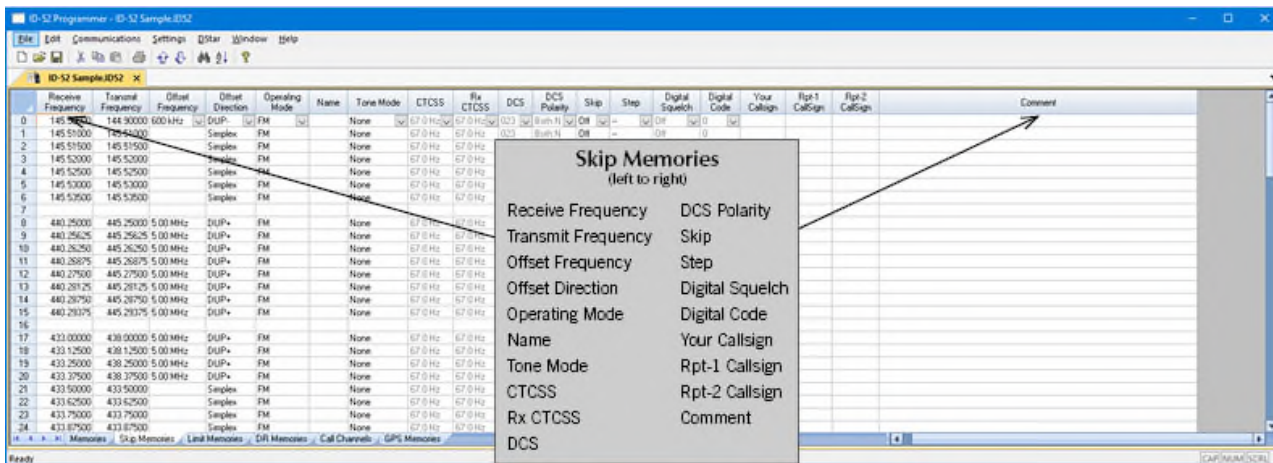 ID-52 Programmer - ID-52 Sample.ID52
File Edit Communications Settings DStar Window Help
ID-52 Sample.ID52 ×
Receive Frequency Transmit Frequency Offset Frequency Offset Direction Operating Mode Name Tone Mode CTCSS Rx CTCSS DCS DCS Polarity Skip Step Digital Squelch Digital Code Your Callsign Rpt-1 CallSign Rpt-2 CallSign Comment
0 144.90000 600 kHz DUP- FM None 67.0 Hz 67.0 Hz 023 Both N Off - Off 0
1 145.51000 145.51000 Simplex FM None 67.0 Hz 67.0 Hz 023 Both N Off - Off 0
2 145.51500 145.51500 Simplex FM None 67.0 Hz 67.0 Hz
3 145.52000 145.52000 Simplex FM None 67.0 Hz 67.0 Hz
4 145.52500 145.52500 Simplex FM None 67.0 Hz 67.0 Hz
5 145.53000 145.53000 Simplex FM None 67.0 Hz 67.0 Hz
6 145.53500 145.53500 Simplex FM None 67.0 Hz 67.0 Hz
7
8 440.25000 445.25000 5.00 MHz DUP+ FM None 67.0 Hz 67.0 Hz
9 440.25625 445.25625 5.00 MHz DUP+ FM None 67.0 Hz 67.0 Hz
10 440.26250 445.26250 5.00 MHz DUP+ FM None 67.0 Hz 67.0 Hz
11 440.26875 445.26875 5.00 MHz DUP+ FM None 67.0 Hz 67.0 Hz
12 440.27500 445.27500 5.00 MHz DUP+ FM None 67.0 Hz 67.0 Hz
13 440.28125 445.28125 5.00 MHz DUP+ FM None 67.0 Hz 67.0 Hz
14 440.28750 445.28750 5.00 MHz DUP+ FM None 67.0 Hz 67.0 Hz
15 440.29375 445.29375 5.00 MHz DUP+ FM None 67.0 Hz 67.0 Hz
16
17 433.00000 438.00000 5.00 MHz DUP+ FM None 67.0 Hz 67.0 Hz
18 433.12500 438.12500 5.00 MHz DUP+ FM None 67.0 Hz 67.0 Hz
19 433.25000 438.25000 5.00 MHz DUP+ FM None 67.0 Hz 67.0 Hz
20 433.37500 438.37500 5.00 MHz DUP+ FM None 67.0 Hz 67.0 Hz
21 433.50000 433.50000 Simplex FM None 67.0 Hz 67.0 Hz
22 433.62500 433.62500 Simplex FM None 67.0 Hz 67.0 Hz
23 433.75000 433.75000 Simplex FM None 67.0 Hz 67.0 Hz
24 433.87500 433.87500 Simplex FM None 67.0 Hz 67.0 Hz
Skip Memories
(left to right)
Receive Frequency DCS Polarity
Transmit Frequency Skip
Offset Frequency Step
Offset Direction Digital Squelch
Operating Mode Digital Code
Name Your Callsign
Tone Mode Rpt-1 Callsign
CTCSS Rpt-2 Callsign
Rx CTCSS Comment
DCS
Memories Skip Memories Limit Memories DR Memories Call Channels GPS Memories
Ready CAP NUM SCRL